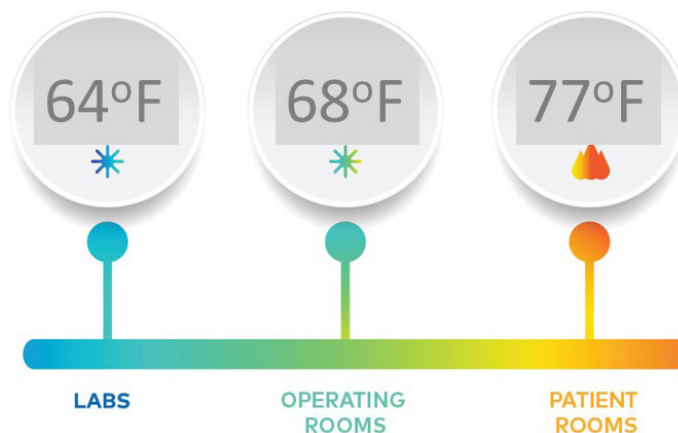 64ºF
68ºF
77ºF
LABS
OPERATING
ROOMS
PATIENT
ROOMS